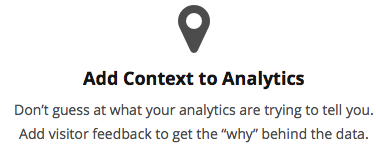 Add Context to Analytics
Don’t guess at what your analytics are trying to tell you.
Add visitor feedback to get the “why” behind the data.